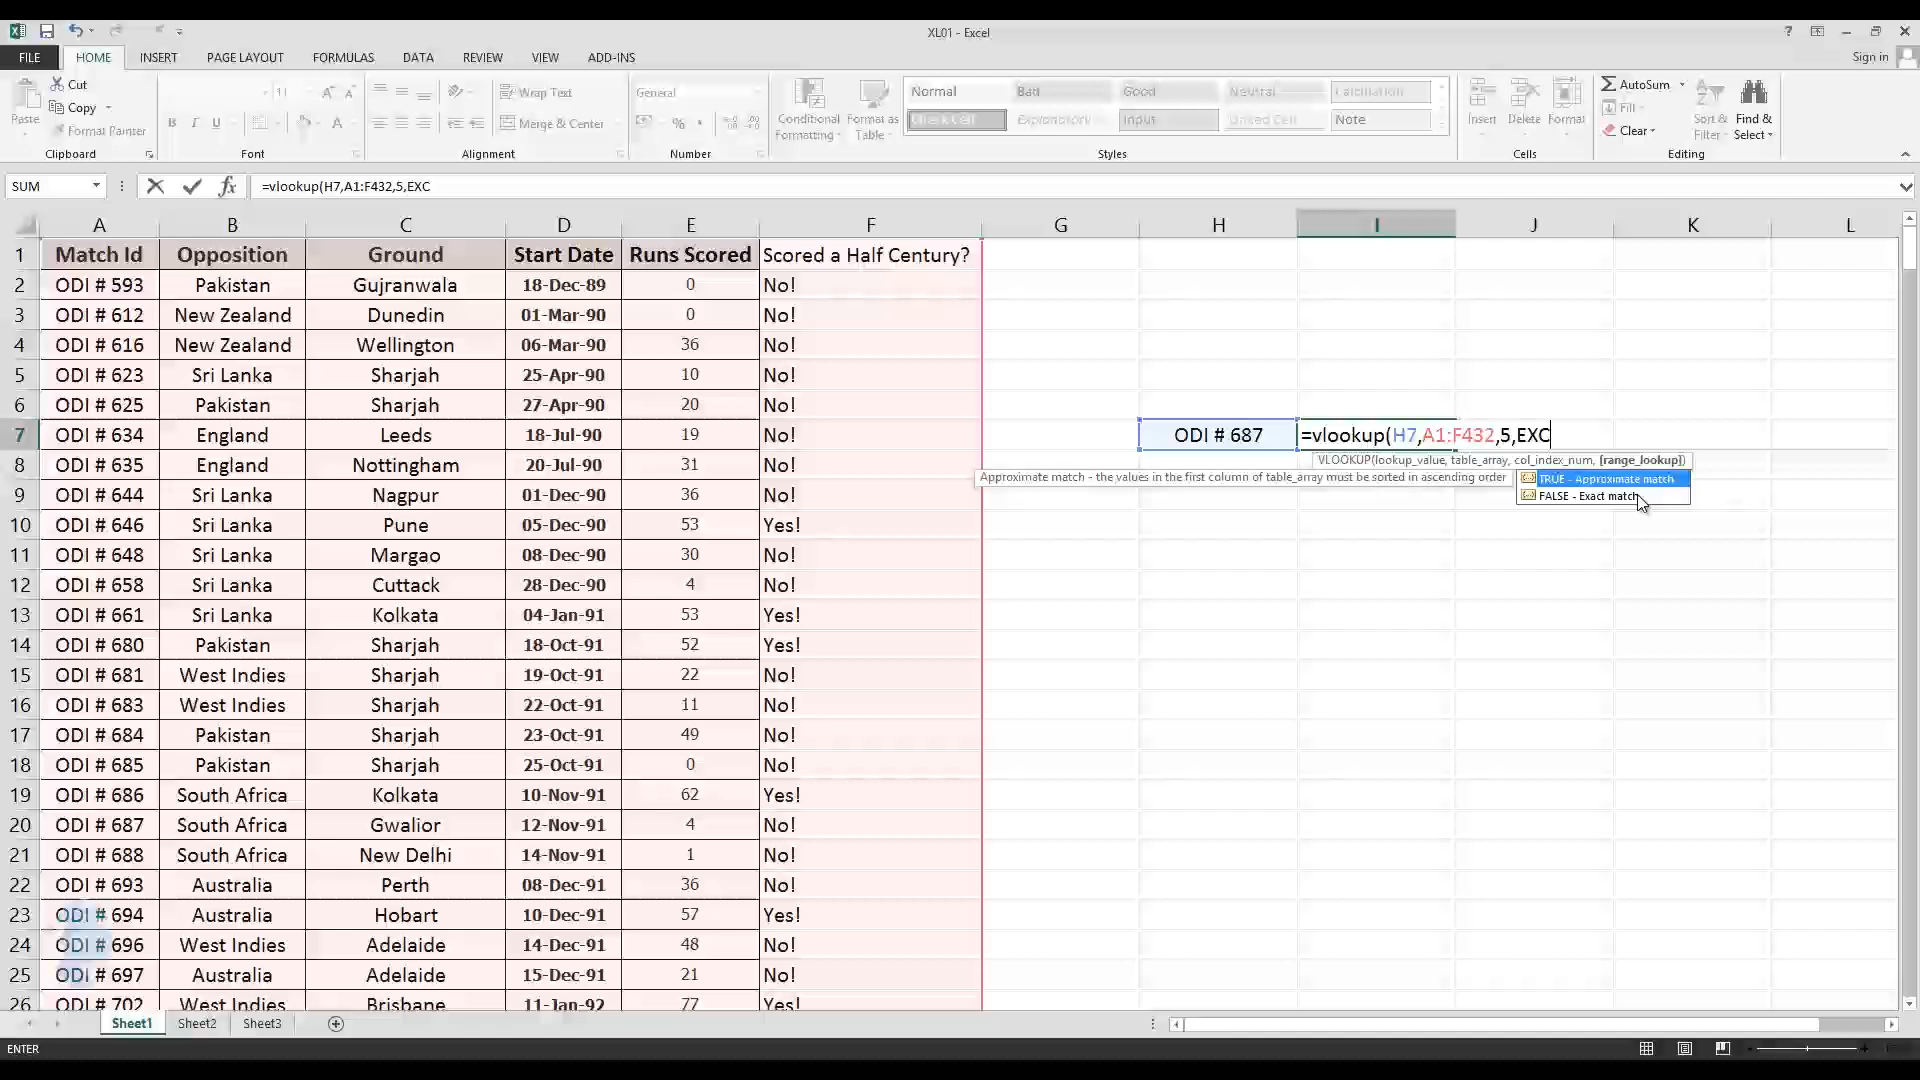 XL01 - Excel
Sign in
FILE HOME INSERT PAGE LAYOUT FORMULAS DATA REVIEW VIEW ADD-INS
Paste
Cut
Copy
Format Painter
Clipboard
11
B I U
Font
Wrap Text
Merge & Center
Alignment
General
%
Number
Conditional Formatting
Format as Table
Normal Bad Good Neutral Calculation
Check Cell Explanatory... Input Linked Cell Note
Styles
Insert Delete Format
Cells
AutoSum
Fill
Clear
Sort & Filter
Find & Select
Editing
SUM
fx
=vlookup(H7,A1:F432,5,EXC
A B C D E F G H I J K L
1 Match Id Opposition Ground Start Date Runs Scored Scored a Half Century?
2 ODI # 593 Pakistan Gujranwala 18-Dec-89 0 No!
3 ODI # 612 New Zealand Dunedin 01-Mar-90 0 No!
4 ODI # 616 New Zealand Wellington 06-Mar-90 36 No!
5 ODI # 623 Sri Lanka Sharjah 25-Apr-90 10 No!
6 ODI # 625 Pakistan Sharjah 27-Apr-90 20 No!
7 ODI # 634 England Leeds 18-Jul-90 19 No! ODI # 687 =vlookup(H7,A1:F432,5,EXC
VLOOKUP(lookup_value, table_array, col_index_num, [range_lookup])
8 ODI # 635 England Nottingham 20-Jul-90 31 No!
Approximate match - the values in the first column of table_array must be sorted in ascending order
TRUE - Approximate match
FALSE - Exact match
9 ODI # 644 Sri Lanka Nagpur 01-Dec-90 36 No!
10 ODI # 646 Sri Lanka Pune 05-Dec-90 53 Yes!
11 ODI # 648 Sri Lanka Margao 08-Dec-90 30 No!
12 ODI # 658 Sri Lanka Cuttack 28-Dec-90 4 No!
13 ODI # 661 Sri Lanka Kolkata 04-Jan-91 53 Yes!
14 ODI # 680 Pakistan Sharjah 18-Oct-91 52 Yes!
15 ODI # 681 West Indies Sharjah 19-Oct-91 22 No!
16 ODI # 683 West Indies Sharjah 22-Oct-91 11 No!
17 ODI # 684 Pakistan Sharjah 23-Oct-91 49 No!
18 ODI # 685 Pakistan Sharjah 25-Oct-91 0 No!
19 ODI # 686 South Africa Kolkata 10-Nov-91 62 Yes!
20 ODI # 687 South Africa Gwalior 12-Nov-91 4 No!
21 ODI # 688 South Africa New Delhi 14-Nov-91 1 No!
22 ODI # 693 Australia Perth 08-Dec-91 36 No!
23 ODI # 694 Australia Hobart 10-Dec-91 57 Yes!
24 ODI # 696 West Indies Adelaide 14-Dec-91 48 No!
25 ODI # 697 Australia Adelaide 15-Dec-91 21 No!
26 ODI # 702 West Indies Brisbane 11-Jan-92 77 Yes!
Sheet1 Sheet2 Sheet3
ENTER